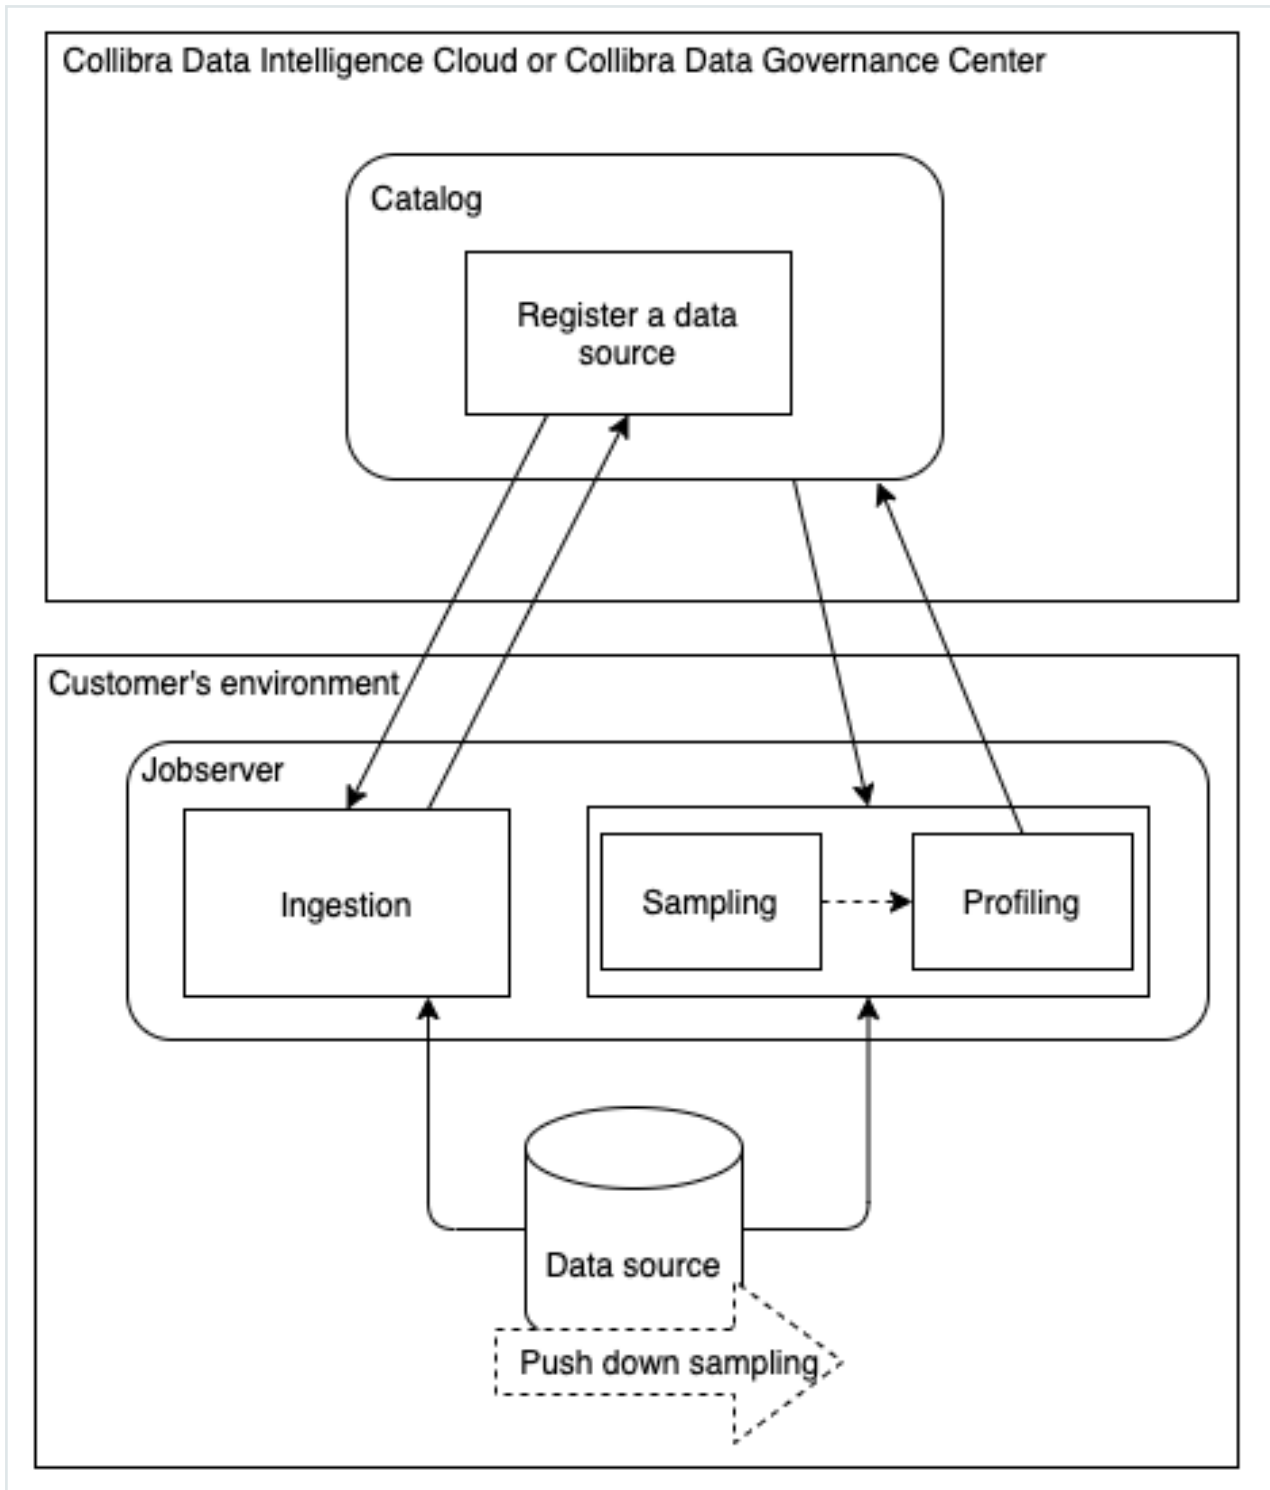 Collibra Data Intelligence Cloud or Collibra Data Governance Center
Catalog
Register a data
source
Customer's environment
Jobserver
Ingestion
Sampling
Profiling
Data source
Push down sampling